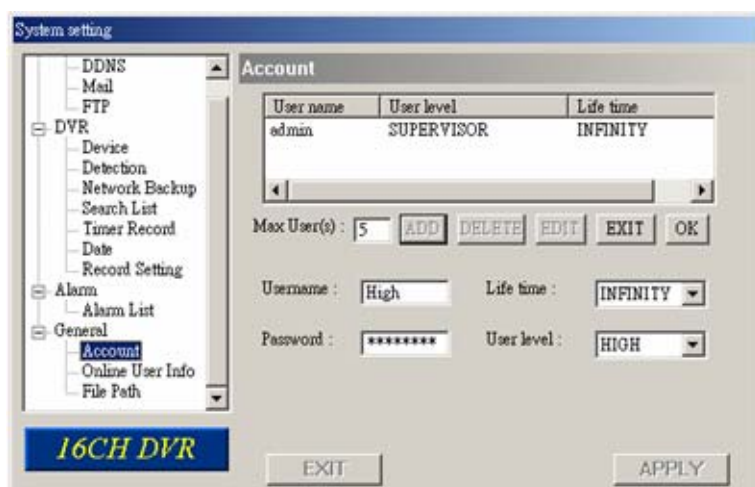 System setting
DDNS
Mail
FTP
DVR
Device
Detection
Network Backup
Search List
Timer Record
Date
Record Setting
Alarm
Alarm List
General
Account
Online User Info
File Path
16CH DVR
Account
User name User level Life time
admin SUPERVISOR INFINITY
Max User(s) : 5 ADD DELETE EDIT EXIT OK
Username : High Life time : INFINITY
Password : ******** User level : HIGH
EXIT APPLY